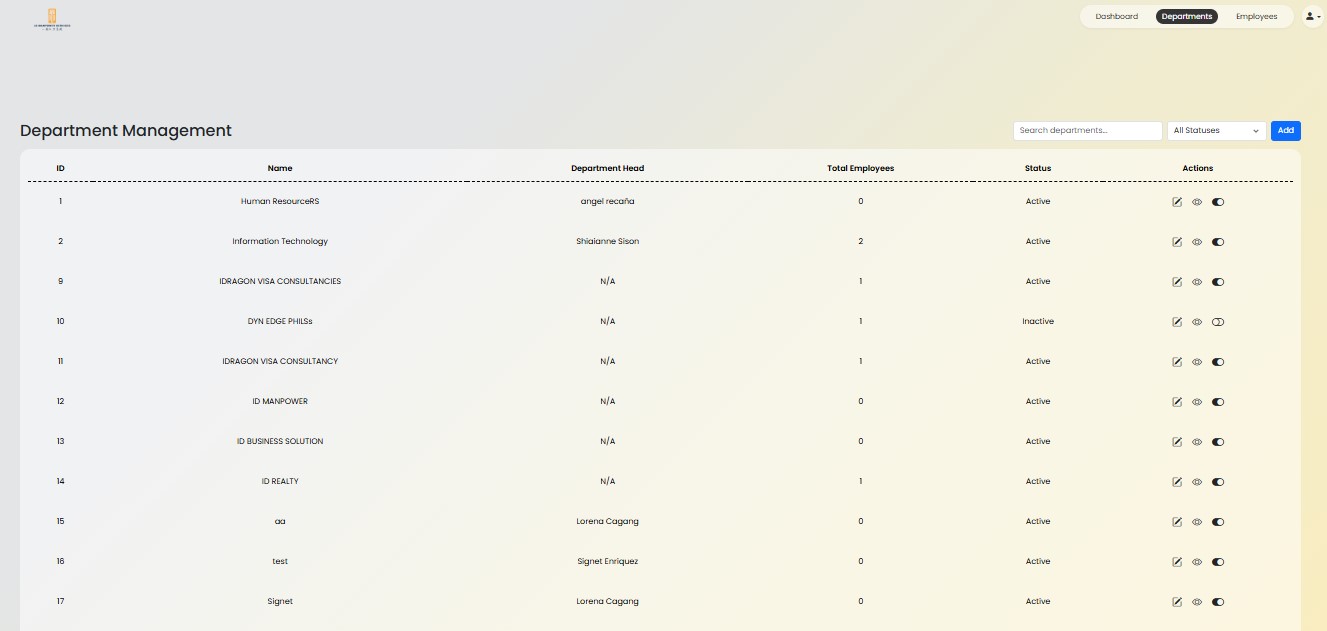 Dashboard Departments Employees
Department Management
Search departments... All Statuses Add
ID Name Department Head Total Employees Status Actions
1 Human ResourceRS angel recaña 0 Active
2 Information Technology Shiaianne Sison 2 Active
9 IDRAGON VISA CONSULTANCIES N/A 1 Active
10 DYN EDGE PHILSs N/A 1 Inactive
11 IDRAGON VISA CONSULTANCY N/A 1 Active
12 ID MANPOWER N/A 0 Active
13 ID BUSINESS SOLUTION N/A 0 Active
14 ID REALTY N/A 1 Active
15 aa Lorena Cagang 0 Active
16 test Signet Enriquez 0 Active
17 Signet Lorena Cagang 0 Active